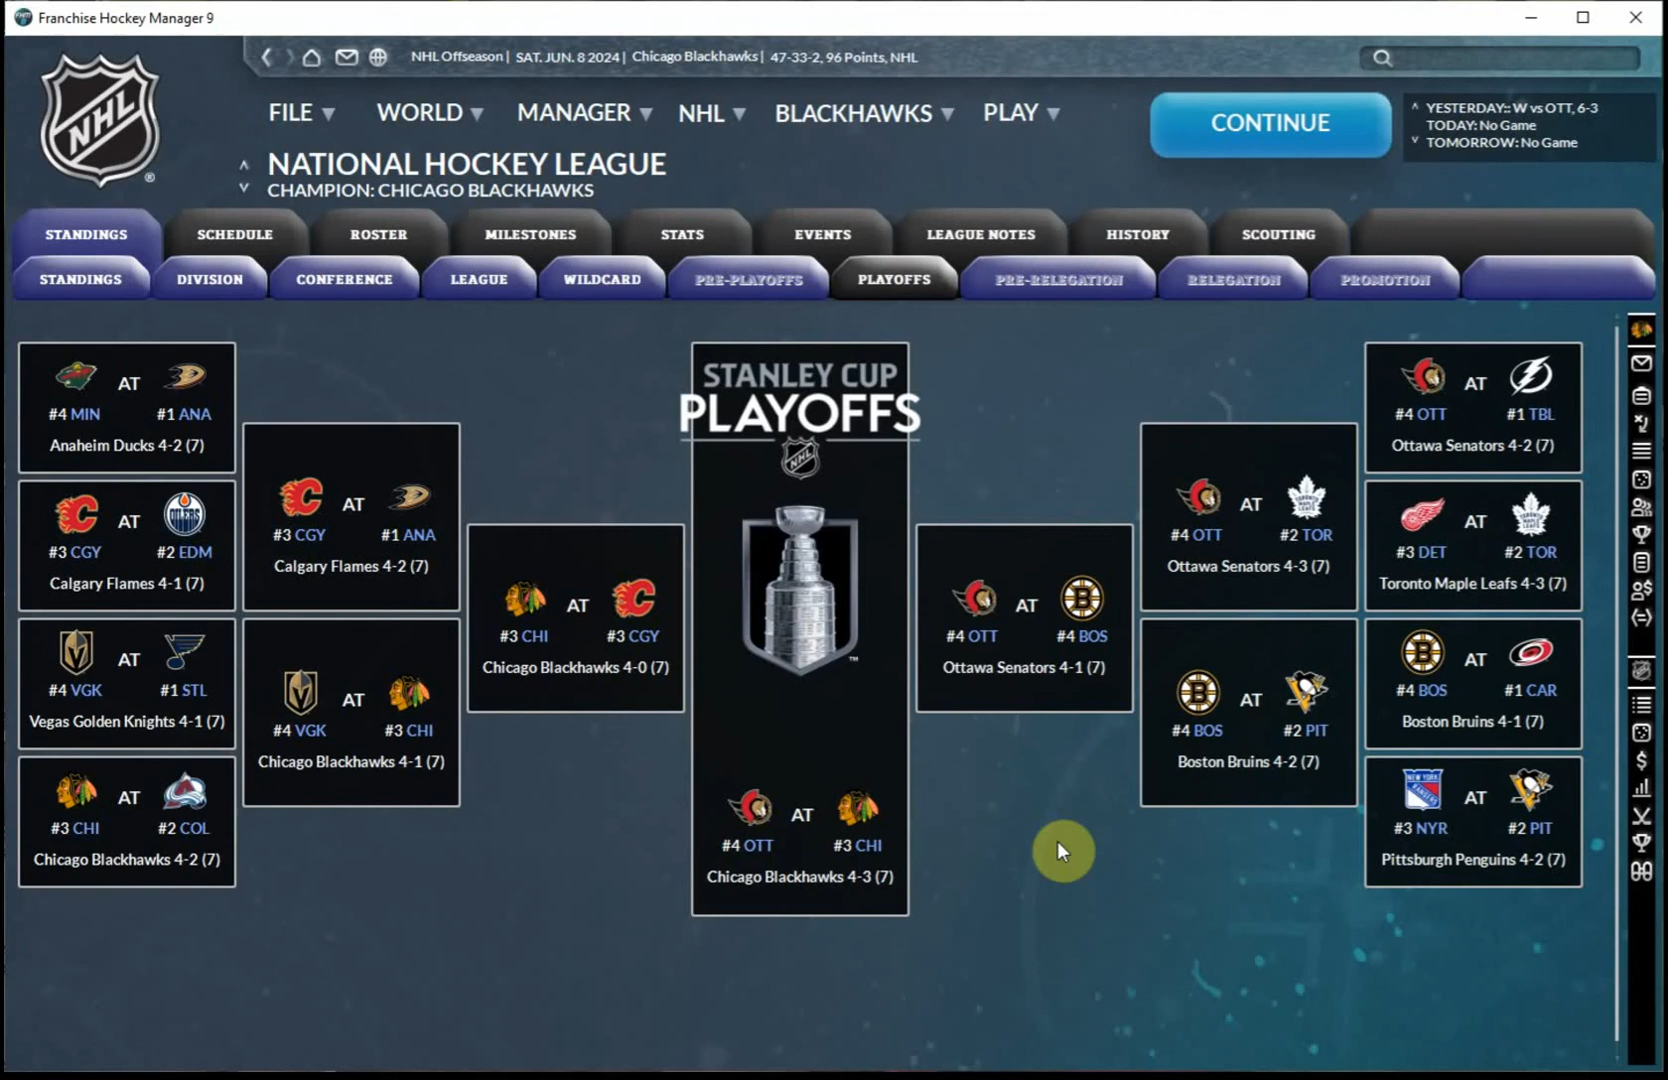 Franchise Hockey Manager 9
NHL Offseason | SAT. JUN. 8 2024 | Chicago Blackhawks | 47-33-2, 96 Points, NHL
NHL
FILE WORLD MANAGER NHL BLACKHAWKS PLAY
CONTINUE
YESTERDAY:: W vs OTT, 6-3
TODAY: No Game
TOMORROW: No Game
NATIONAL HOCKEY LEAGUE
CHAMPION: CHICAGO BLACKHAWKS
STANDINGS SCHEDULE ROSTER MILESTONES STATS EVENTS LEAGUE NOTES HISTORY SCOUTING
STANDINGS DIVISION CONFERENCE LEAGUE WILDCARD PRE-PLAYOFFS PLAYOFFS PRE-RELEGATION RELEGATION PROMOTION
AT
#4 MIN #1 ANA
Anaheim Ducks 4-2 (7)
AT
OILERS
#3 CGY #2 EDM
Calgary Flames 4-1 (7)
AT
#4 VGK #1 STL
Vegas Golden Knights 4-1 (7)
AT
#3 CHI #2 COL
Chicago Blackhawks 4-2 (7)
AT
#3 CGY #1 ANA
Calgary Flames 4-2 (7)
AT
#4 VGK #3 CHI
Chicago Blackhawks 4-1 (7)
AT
#3 CHI #3 CGY
Chicago Blackhawks 4-0 (7)
STANLEY CUP
PLAYOFFS
NHL
TM
AT
#4 OTT #3 CHI
Chicago Blackhawks 4-3 (7)
AT
#4 OTT #4 BOS
Ottawa Senators 4-1 (7)
AT
#4 OTT #2 TOR
Ottawa Senators 4-3 (7)
AT
#4 BOS #2 PIT
Boston Bruins 4-2 (7)
AT
#4 OTT #1 TBL
Ottawa Senators 4-2 (7)
AT
#3 DET #2 TOR
Toronto Maple Leafs 4-3 (7)
AT
#4 BOS #1 CAR
Boston Bruins 4-1 (7)
NEW YORK
RANGERS
AT
#3 NYR #2 PIT
Pittsburgh Penguins 4-2 (7)